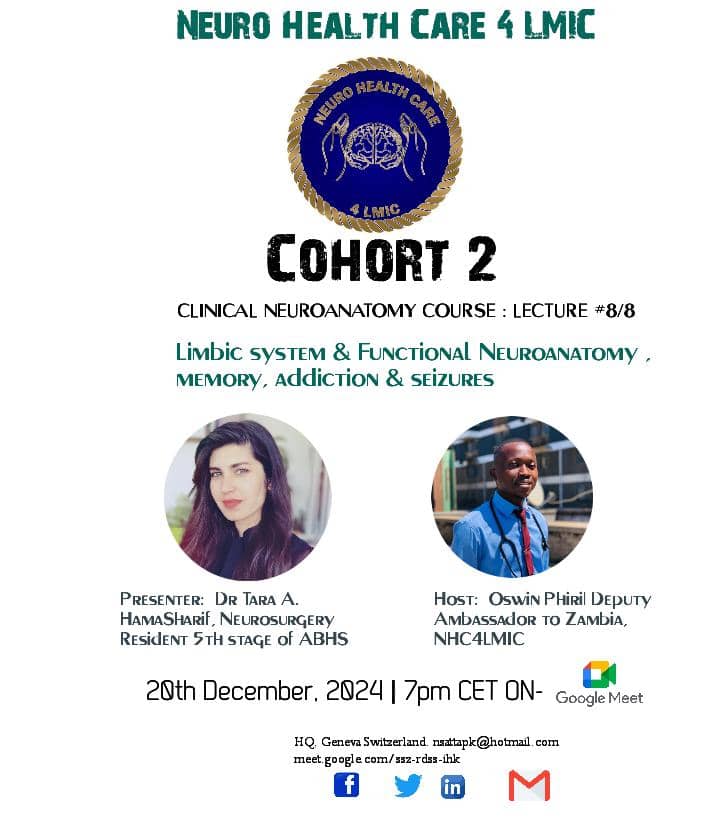 Neuro Health Care 4 LMIC
NEURO HEALTH CARE
4 LMIC
Cohort 2
CLINICAL NEUROANATOMY COURSE : LECTURE #8/8
Limbic system & Functional Neuroanatomy ,
memory, addiction & seizures
Presenter: Dr Tara A.
HamaSharif, Neurosurgery
Resident 5th stage of ABHS
Host: Oswin Phiril Deputy
Ambassador to Zambia,
NHC4LMIC
20th December, 2024 | 7pm CET ON-
Google Meet
HQ, Geneva Switzerland. nsattapk@hotmail.com
meet.google.com/ssz-rdss-ihk